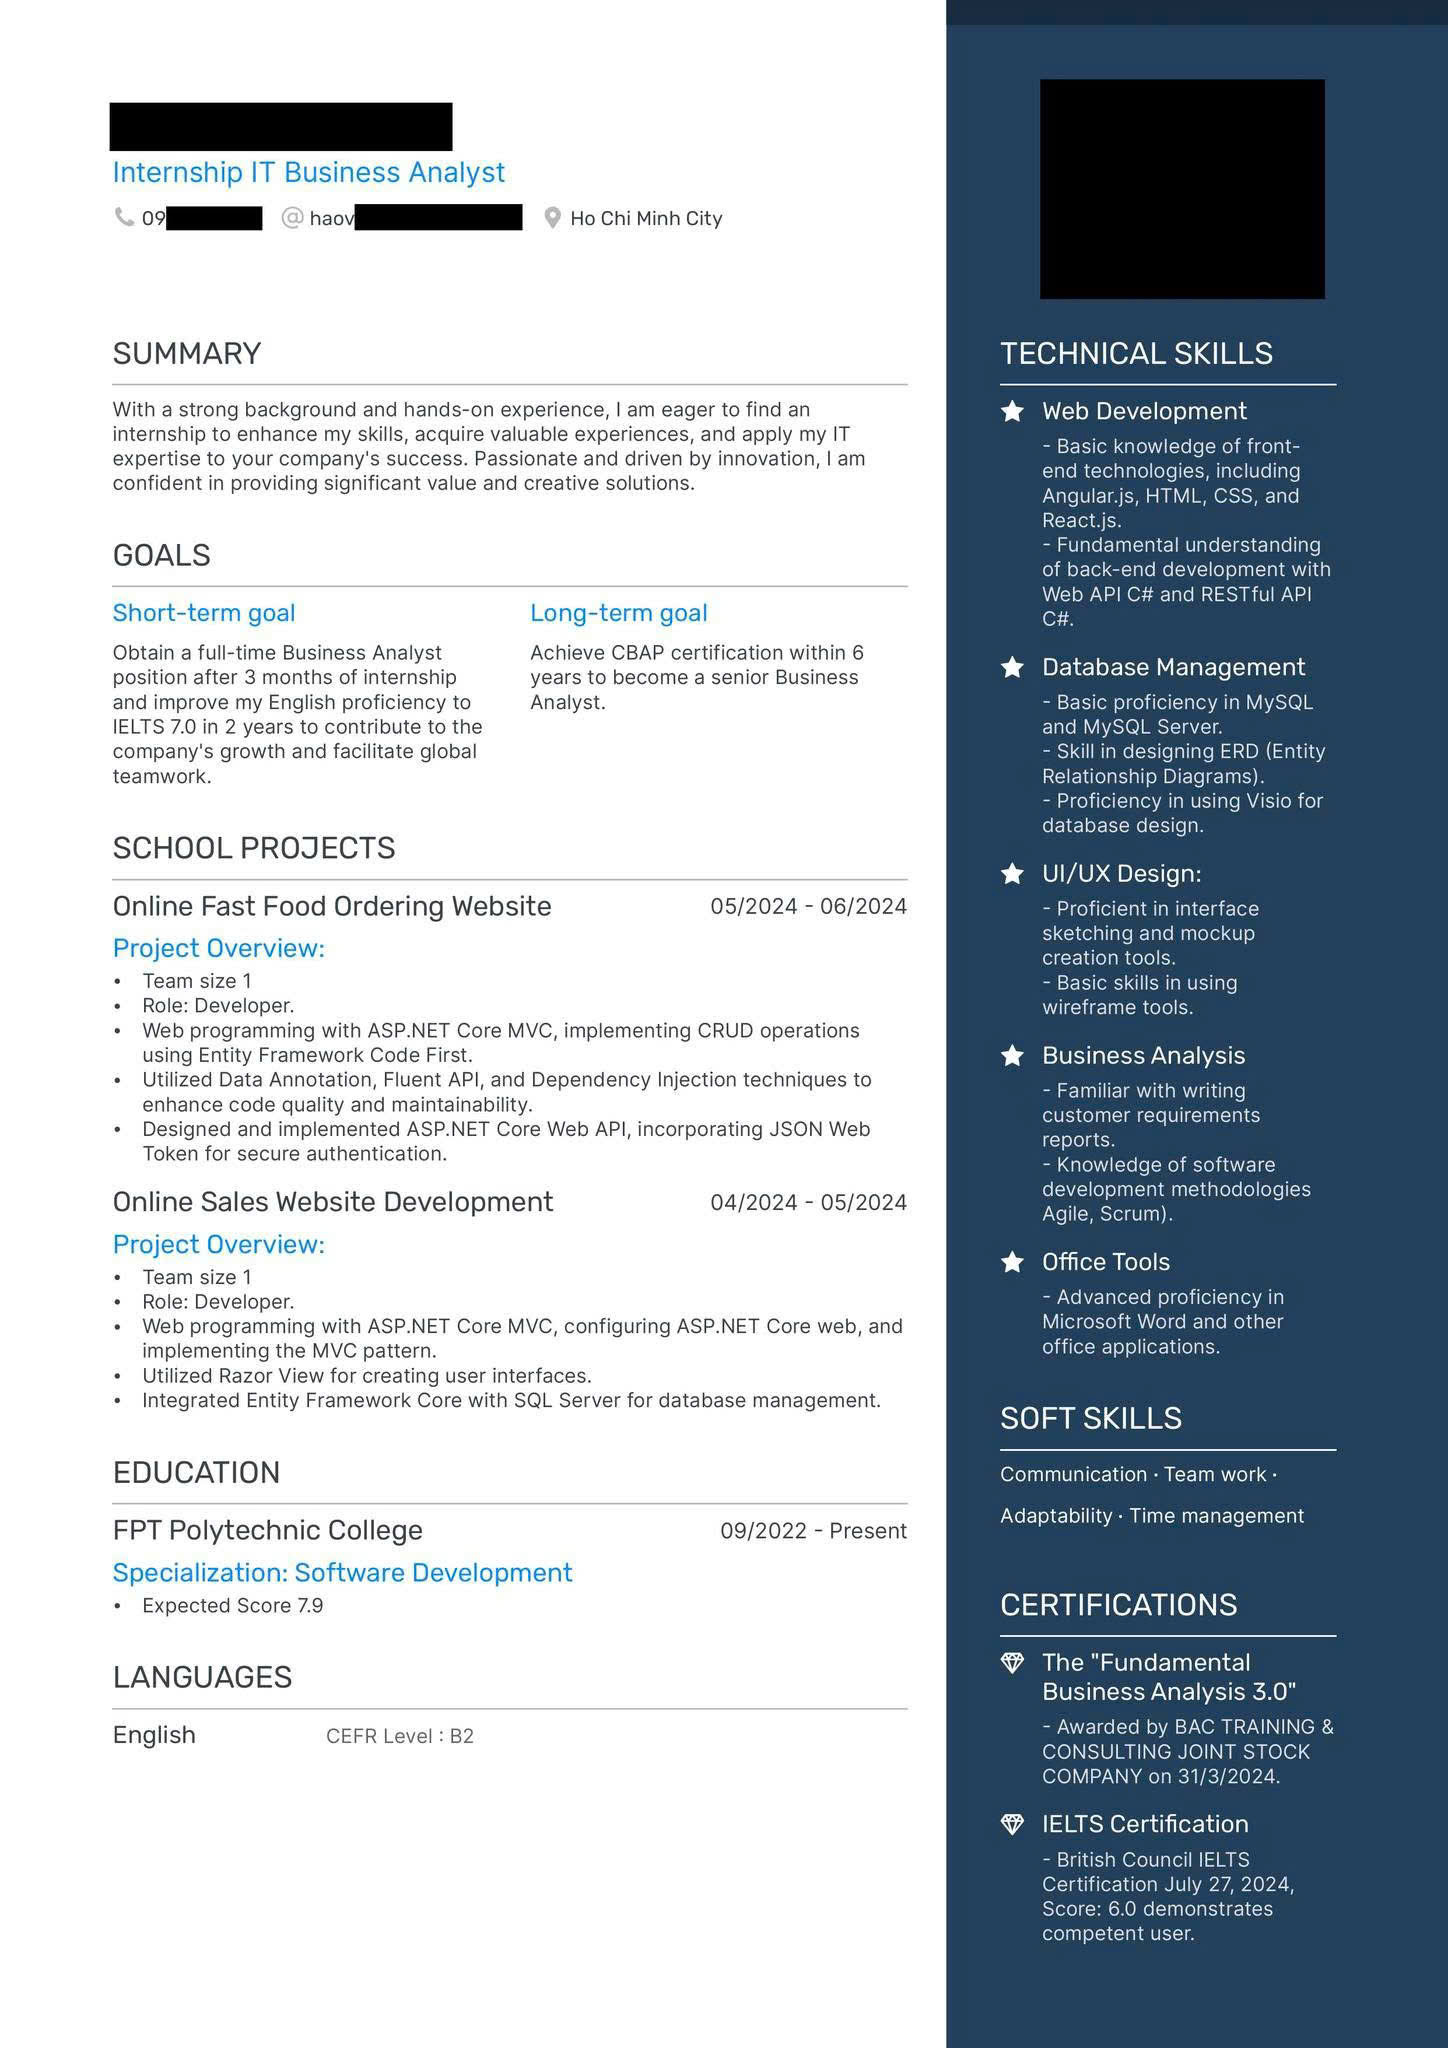 Internship IT Business Analyst
09
haov
Ho Chi Minh City
SUMMARY
With a strong background and hands-on experience, I am eager to find an
internship to enhance my skills, acquire valuable experiences, and apply my IT
expertise to your company's success. Passionate and driven by innovation, I am
confident in providing significant value and creative solutions.
GOALS
Short-term goal
Obtain a full-time Business Analyst
position after 3 months of internship
and improve my English proficiency to
IELTS 7.0 in 2 years to contribute to the
company's growth and facilitate global
teamwork.
Long-term goal
Achieve CBAP certification within 6
years to become a senior Business
Analyst.
SCHOOL PROJECTS
Online Fast Food Ordering Website 05/2024 - 06/2024
Project Overview:
• Team size 1
• Role: Developer.
• Web programming with ASP.NET Core MVC, implementing CRUD operations
using Entity Framework Code First.
• Utilized Data Annotation, Fluent API, and Dependency Injection techniques to
enhance code quality and maintainability.
• Designed and implemented ASP.NET Core Web API, incorporating JSON Web
Token for secure authentication.
Online Sales Website Development 04/2024 - 05/2024
Project Overview:
• Team size 1
• Role: Developer.
• Web programming with ASP.NET Core MVC, configuring ASP.NET Core web, and
implementing the MVC pattern.
• Utilized Razor View for creating user interfaces.
• Integrated Entity Framework Core with SQL Server for database management.
EDUCATION
FPT Polytechnic College 09/2022 - Present
Specialization: Software Development
• Expected Score 7.9
LANGUAGES
English CEFR Level : B2
TECHNICAL SKILLS
Web Development
- Basic knowledge of front-
end technologies, including
Angular.js, HTML, CSS, and
React.js.
- Fundamental understanding
of back-end development with
Web API C# and RESTful API
C#.
Database Management
- Basic proficiency in MySQL
and MySQL Server.
- Skill in designing ERD (Entity
Relationship Diagrams).
- Proficiency in using Visio for
database design.
UI/UX Design:
- Proficient in interface
sketching and mockup
creation tools.
- Basic skills in using
wireframe tools.
Business Analysis
- Familiar with writing
customer requirements
reports.
- Knowledge of software
development methodologies
Agile, Scrum).
Office Tools
- Advanced proficiency in
Microsoft Word and other
office applications.
SOFT SKILLS
Communication · Team work ·
Adaptability · Time management
CERTIFICATIONS
The "Fundamental
Business Analysis 3.0"
- Awarded by BAC TRAINING &
CONSULTING JOINT STOCK
COMPANY on 31/3/2024.
IELTS Certification
- British Council IELTS
Certification July 27, 2024,
Score: 6.0 demonstrates
competent user.